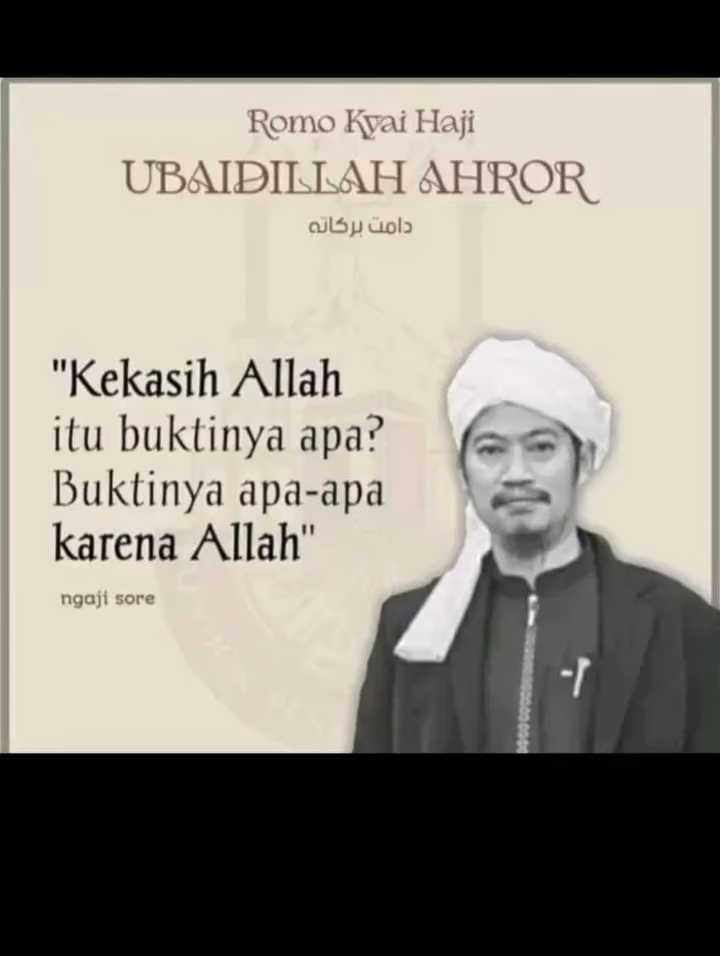 Romo Kyai Haji
UBAIDILLAH AHROR
دامت بركاته
"Kekasih Allah
itu buktinya apa?
Buktinya apa-apa
karena Allah"
ngaji sore